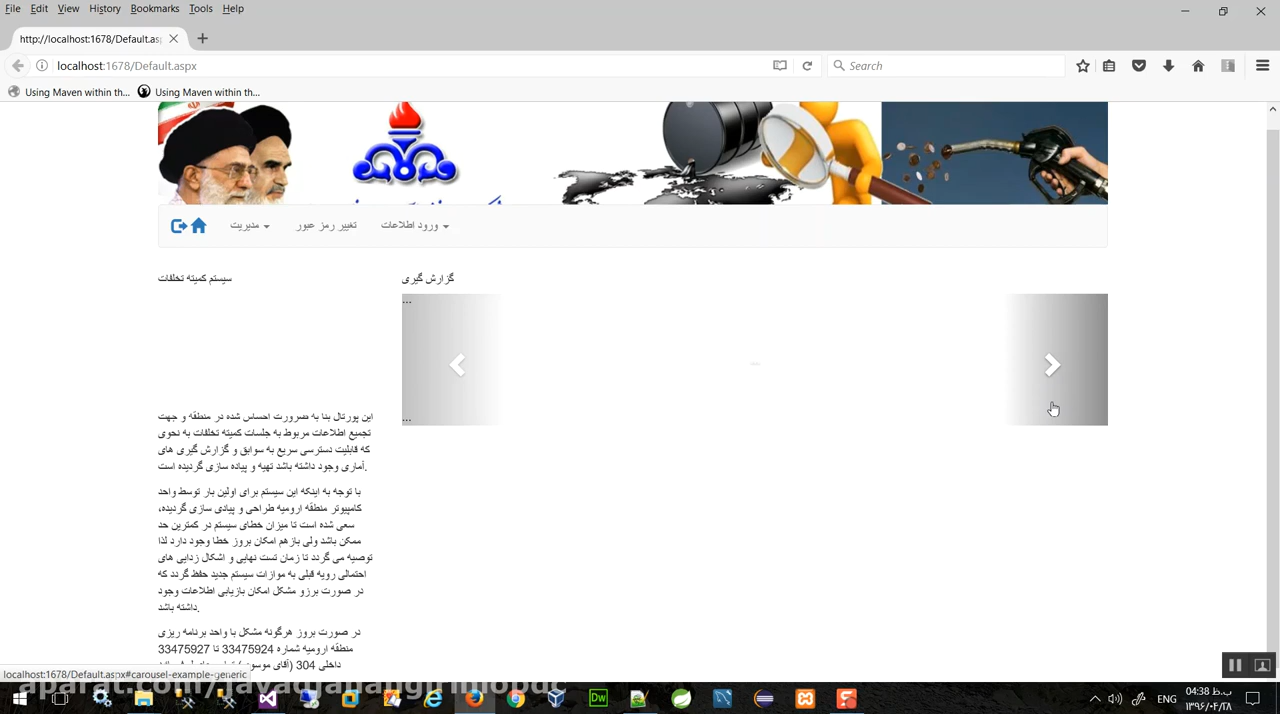 File Edit View History Bookmarks Tools Help
http://localhost:1678/Default.asp
localhost:1678/Default.aspx
Search
Using Maven within th...
Using Maven within th...
مدیریت
تغییر رمز عبور
ورود اطلاعات
سیستم کمیته تخلفات
گزارش گیری
...
...
این پورتال بنا به ضرورت احساس شده در منطقه و جهت
تجمیع اطلاعات مربوط به جلسات کمیته تخلفات به نحوی
که قابلیت دسترسی سریع به سوابق و گزارش گیری های
آماری وجود داشته باشد تهیه و پیاده سازی گردیده است.
با توجه به اینکه این سیستم برای اولین بار توسط واحد
کامپیوتر منطقه ارومیه طراحی و پیادی سازی گردیده،
سعی شده است تا میزان خطای سیستم در کمترین حد
ممکن باشد ولی بازهم امکان بروز خطا وجود دارد لذا
توصیه می گردد تا زمان تست نهایی و اشکال زدایی های
احتمالی رویه قبلی به موازات سیستم جدید حفظ گردد که
در صورت برزو مشکل امکان بازیابی اطلاعات وجود
داشته باشد.
در صورت بروز هرگونه مشکل با واحد برنامه ریزی
منطقه ارومیه شماره 33475924 تا 33475927
داخلی 304 (آقای
localhost:1678/Default.aspx#carousel-example-generic
Dw
ENG
04:38 ب.ظ
۱۳۹۶/۰۴/۲۸